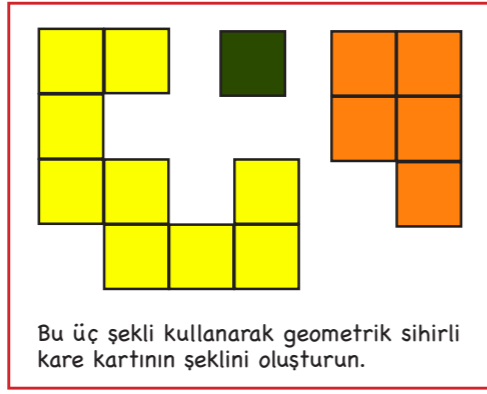 Bu üç şekli kullanarak geometrik sihirli
kare kartının şeklini oluşturun.